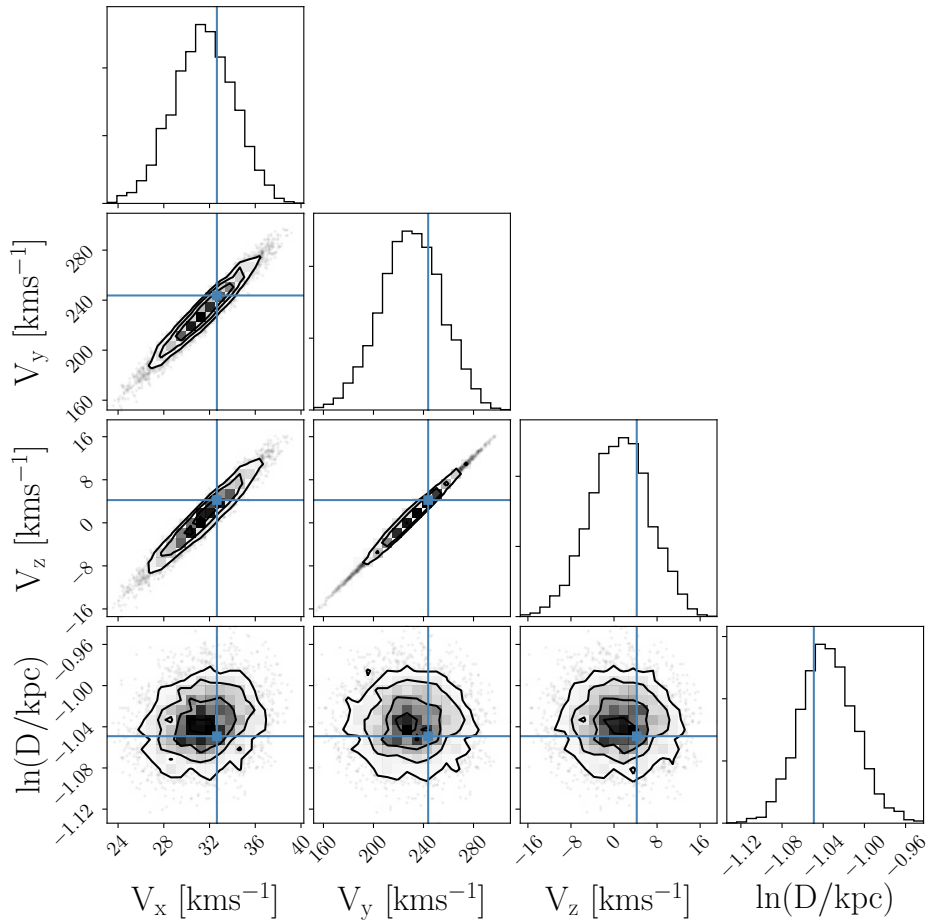 280
240
200
160
V_y [kms⁻¹]
16
8
0
−8
−16
V_z [kms⁻¹]
−0.96
−1.00
−1.04
−1.08
−1.12
ln(D/kpc)
24 28 32 36 40
160 200 240 280
−16 −8 0 8 16
−1.12 −1.08 −1.04 −1.00 −0.96
V_x [kms⁻¹] V_y [kms⁻¹] V_z [kms⁻¹] ln(D/kpc)